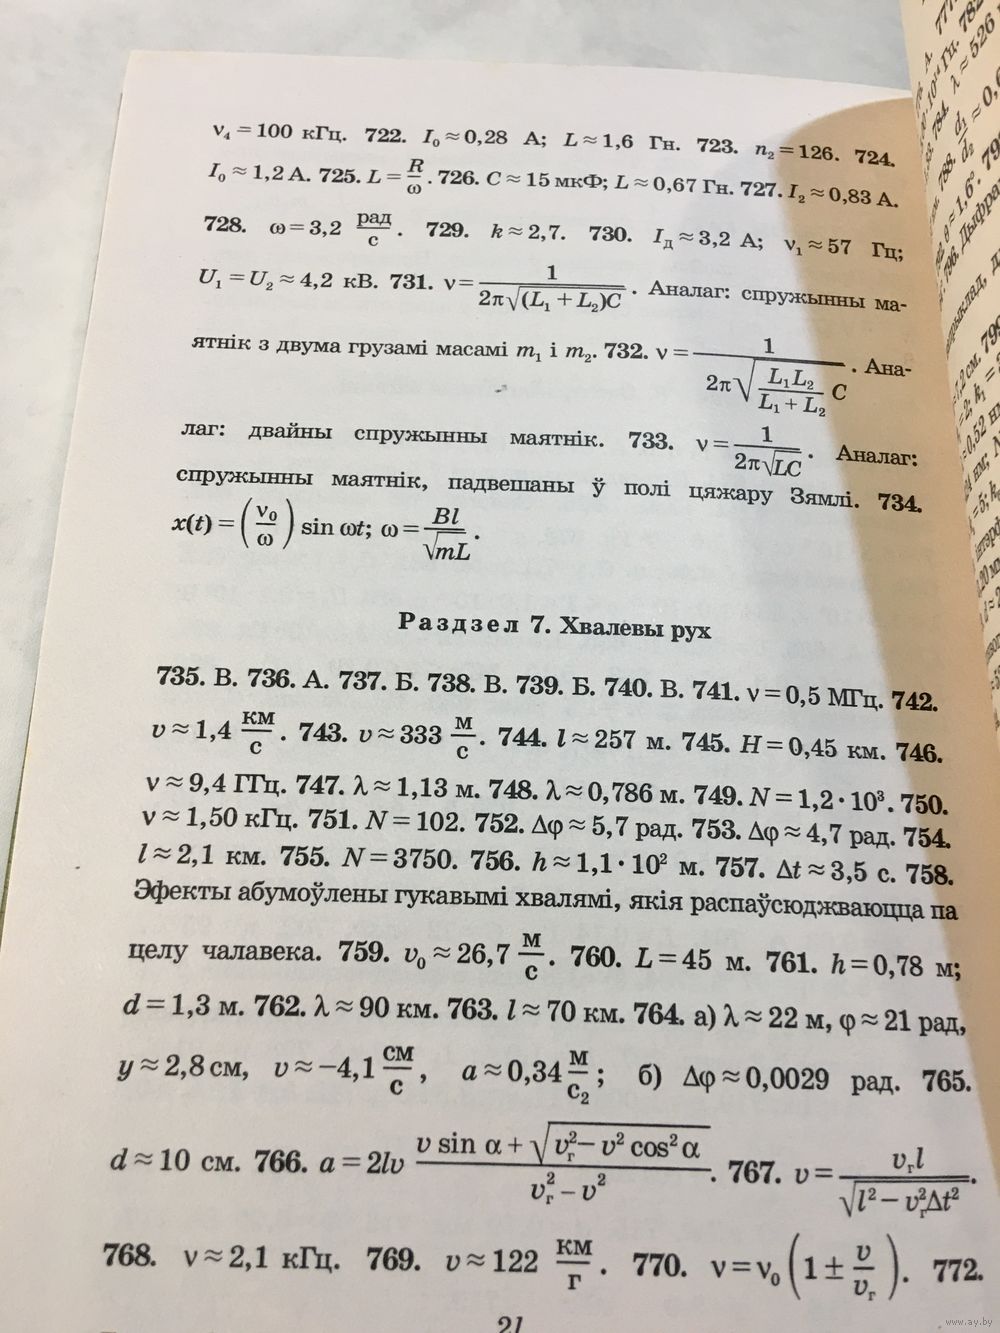 ν₄ = 100 кГц. 722. I₀ ≈ 0,28 А; L ≈ 1,6 Гн. 723. n₂ = 126. 724.
I₀ ≈ 1,2 А. 725. L = R/ω. 726. C ≈ 15 мкФ; L ≈ 0,67 Гн. 727. I₂ ≈ 0,83 А.
728. ω = 3,2 рад/с. 729. k ≈ 2,7. 730. I_д ≈ 3,2 А; ν₁ ≈ 57 Гц;
U₁ = U₂ ≈ 4,2 кВ. 731. ν = 1/(2π√((L₁ + L₂)C)). Аналаг: спружынны ма-
ятнік з двума грузамі масамі m₁ і m₂. 732. ν = 1/(2π√(L₁L₂/(L₁ + L₂) C)). Ана-
лаг: двайны спружынны маятнік. 733. ν = 1/(2π√LC). Аналаг:
спружынны маятнік, падвешаны ў полі цяжару Зямлі. 734.
x(t) = (ν₀/ω) sin ωt; ω = Bl/√mL.
Раздзел 7. Хвалевы рух
735. В. 736. А. 737. Б. 738. В. 739. Б. 740. В. 741. ν = 0,5 МГц. 742.
υ ≈ 1,4 км/с. 743. υ ≈ 333 м/с. 744. l ≈ 257 м. 745. H = 0,45 км. 746.
ν ≈ 9,4 ГГц. 747. λ ≈ 1,13 м. 748. λ ≈ 0,786 м. 749. N = 1,2 · 10³. 750.
ν ≈ 1,50 кГц. 751. N = 102. 752. Δφ ≈ 5,7 рад. 753. Δφ ≈ 4,7 рад. 754.
l ≈ 2,1 км. 755. N = 3750. 756. h ≈ 1,1 · 10² м. 757. Δt ≈ 3,5 с. 758.
Эфекты абумоўлены гукавымі хвалямі, якія распаўсюджваюцца па
целу чалавека. 759. υ₀ ≈ 26,7 м/с. 760. L = 45 м. 761. h = 0,78 м;
d = 1,3 м. 762. λ ≈ 90 км. 763. l ≈ 70 км. 764. а) λ ≈ 22 м, φ ≈ 21 рад,
y ≈ 2,8 см, υ ≈ −4,1 см/с, a ≈ 0,34 м/с₂; б) Δφ ≈ 0,0029 рад. 765.
d ≈ 10 см. 766. a = 2lυ (υ sin α + √(υ_г² − υ² cos² α))/(υ_г² − υ²). 767. υ = υ_г l/√(l² − υ_г²Δt²).
768. ν ≈ 2,1 кГц. 769. υ ≈ 122 км/г. 770. ν = ν₀(1 ± υ/υ_г). 772.
www.ay.by